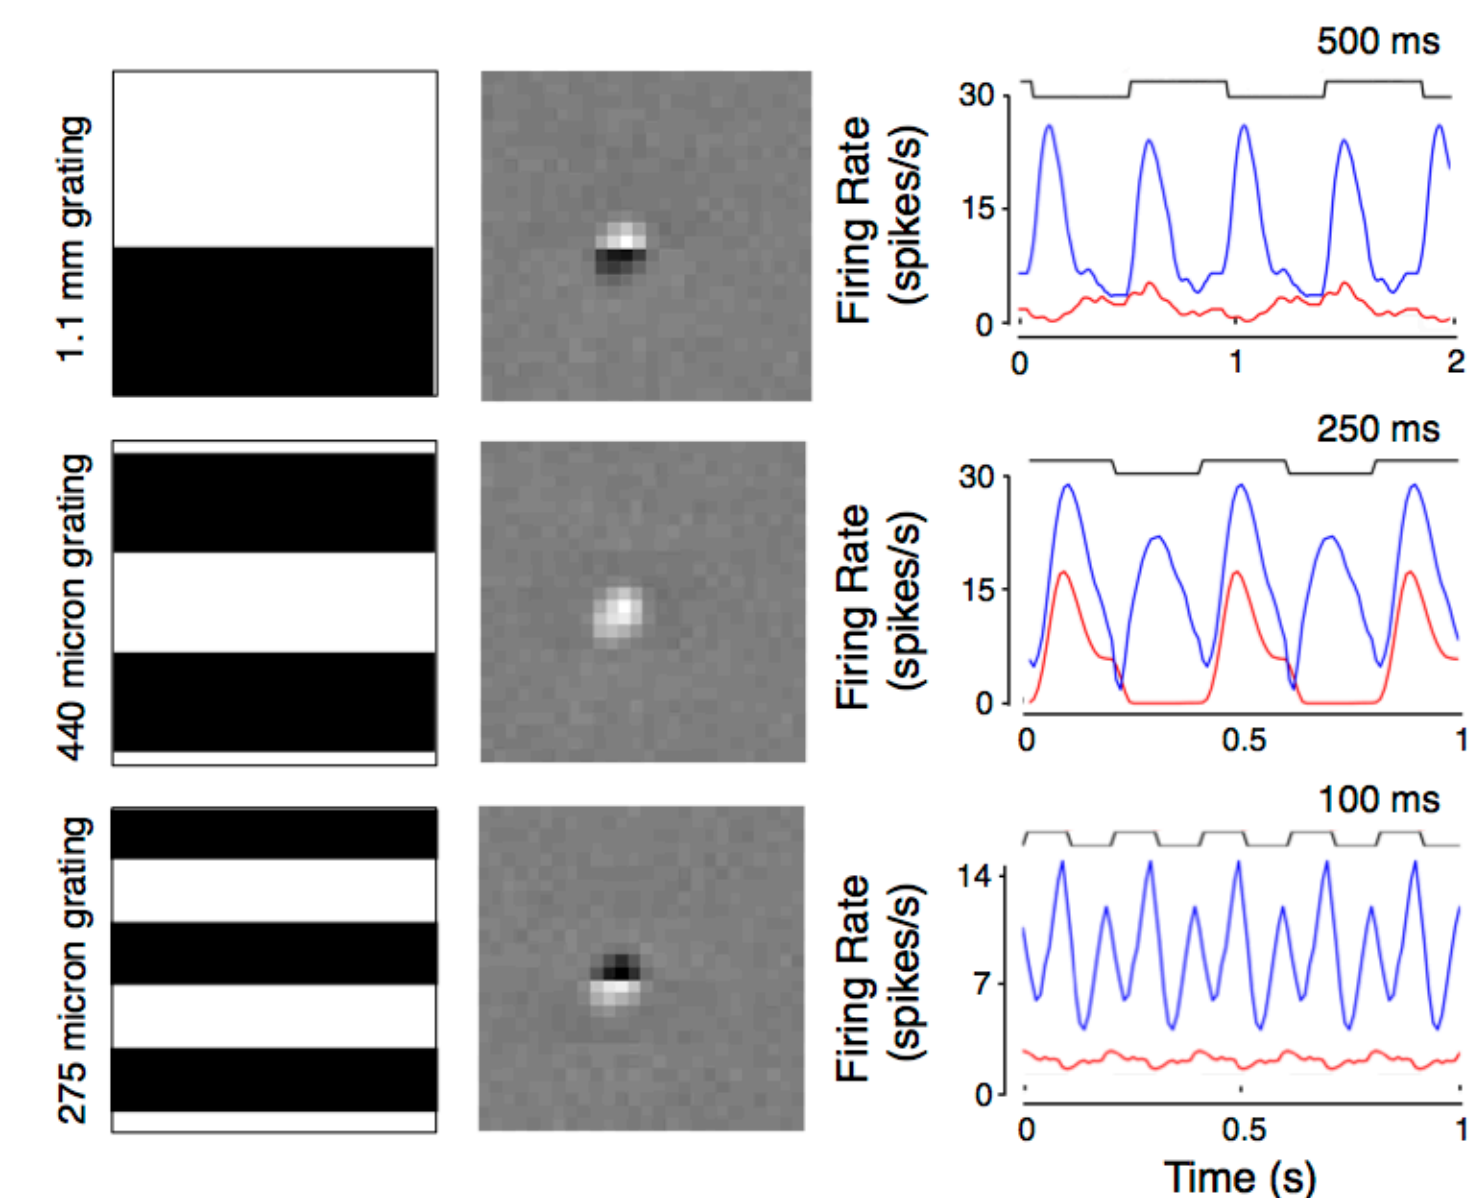 1.1 mm grating
Firing Rate
(spikes/s)
500 ms
30
15
0
0 1 2
440 micron grating
Firing Rate
(spikes/s)
250 ms
30
15
0
0 0.5 1
275 micron grating
Firing Rate
(spikes/s)
100 ms
14
7
0
0 0.5 1
Time (s)